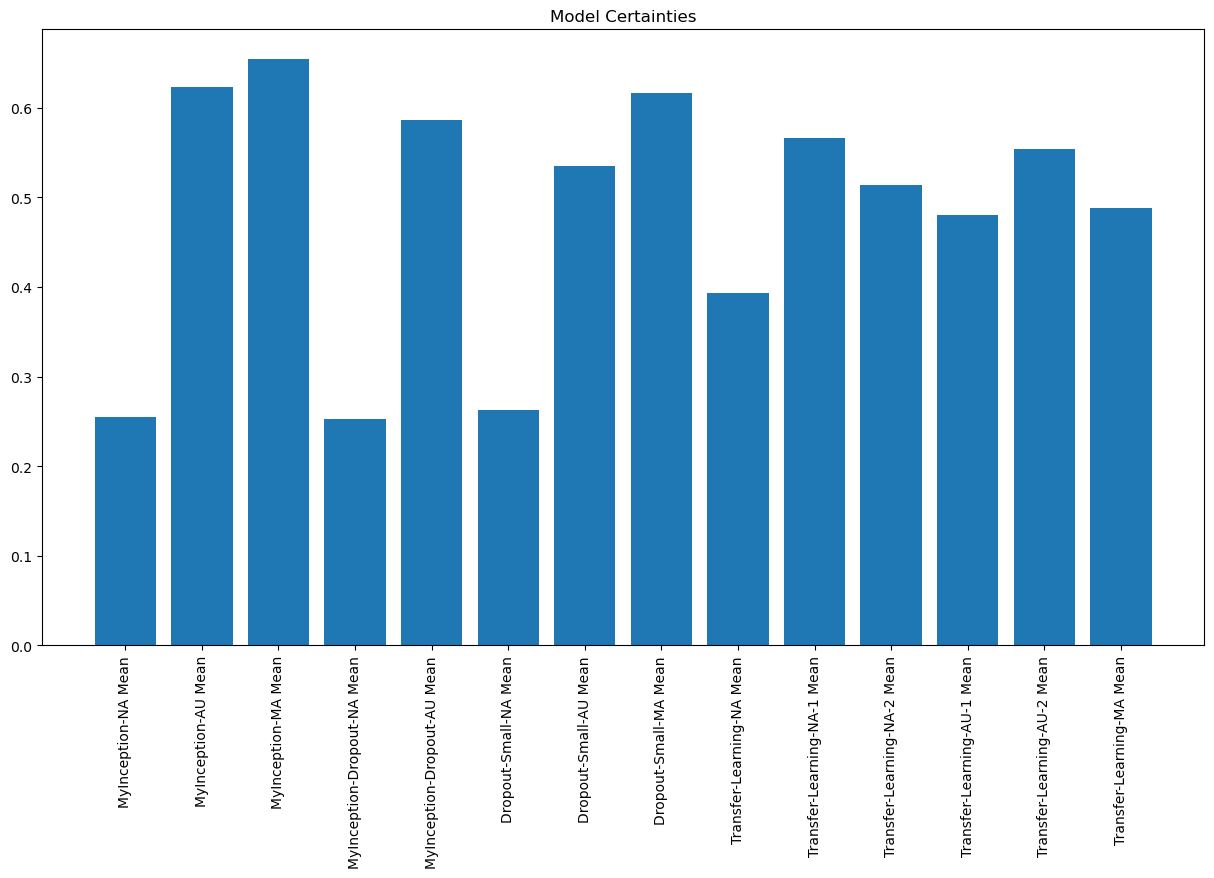 Model Certainties
0.6
0.5
0.4
0.3
0.2
0.1
0.0
MyInception-NA Mean
MyInception-AU Mean
MyInception-MA Mean
MyInception-Dropout-NA Mean
MyInception-Dropout-AU Mean
Dropout-Small-NA Mean
Dropout-Small-AU Mean
Dropout-Small-MA Mean
Transfer-Learning-NA Mean
Transfer-Learning-NA-1 Mean
Transfer-Learning-NA-2 Mean
Transfer-Learning-AU-1 Mean
Transfer-Learning-AU-2 Mean
Transfer-Learning-MA Mean